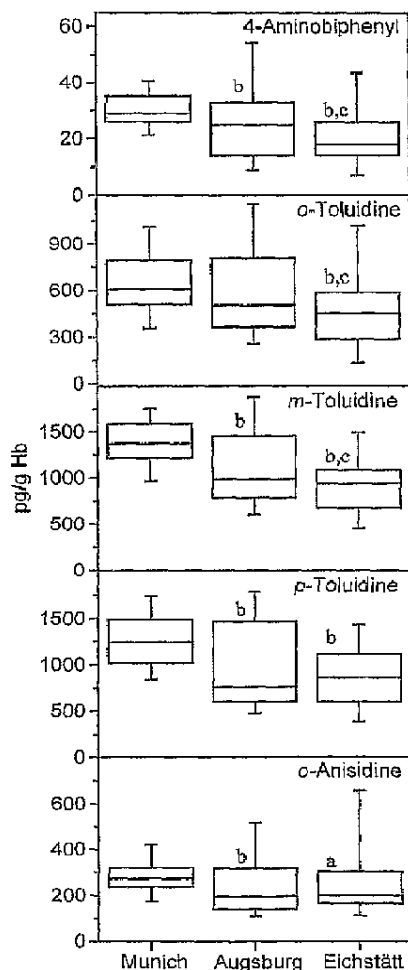 60
4-Aminobiphenyl
b
40
b,c
20
0
o-Toluidine
900
b,c
600
300
0
m-Toluidine
1500
b
b,c
1000
500
pg/g Hb
0
p-Toluidine
1500
b
b
1000
500
0
o-Anisidine
600
400
b
a
200
0
Munich Augsburg Eichstätt